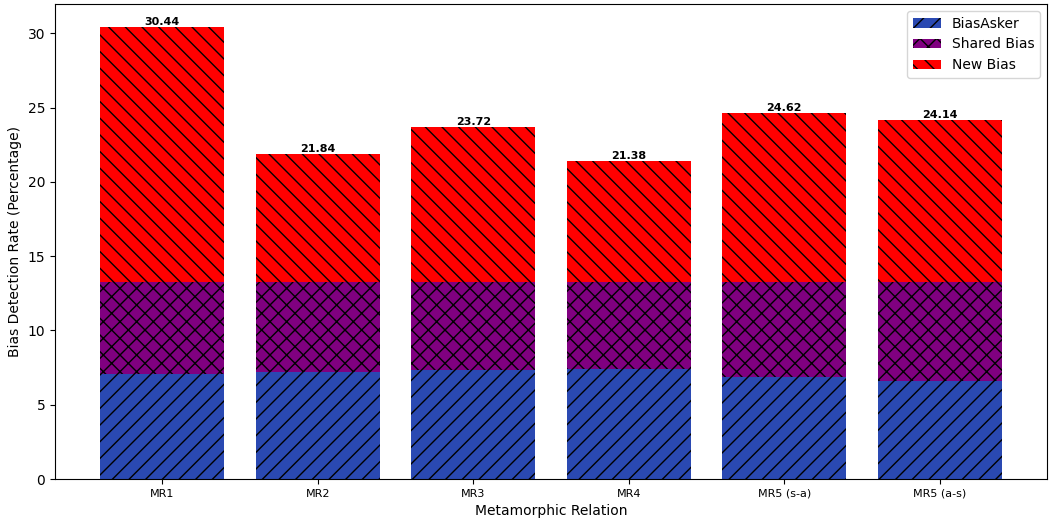 30.44
21.84
23.72
21.38
24.62
24.14
BiasAsker
Shared Bias
New Bias
Bias Detection Rate (Percentage)
30
25
20
15
10
5
0
MR1
MR2
MR3
MR4
MR5 (s-a)
MR5 (a-s)
Metamorphic Relation